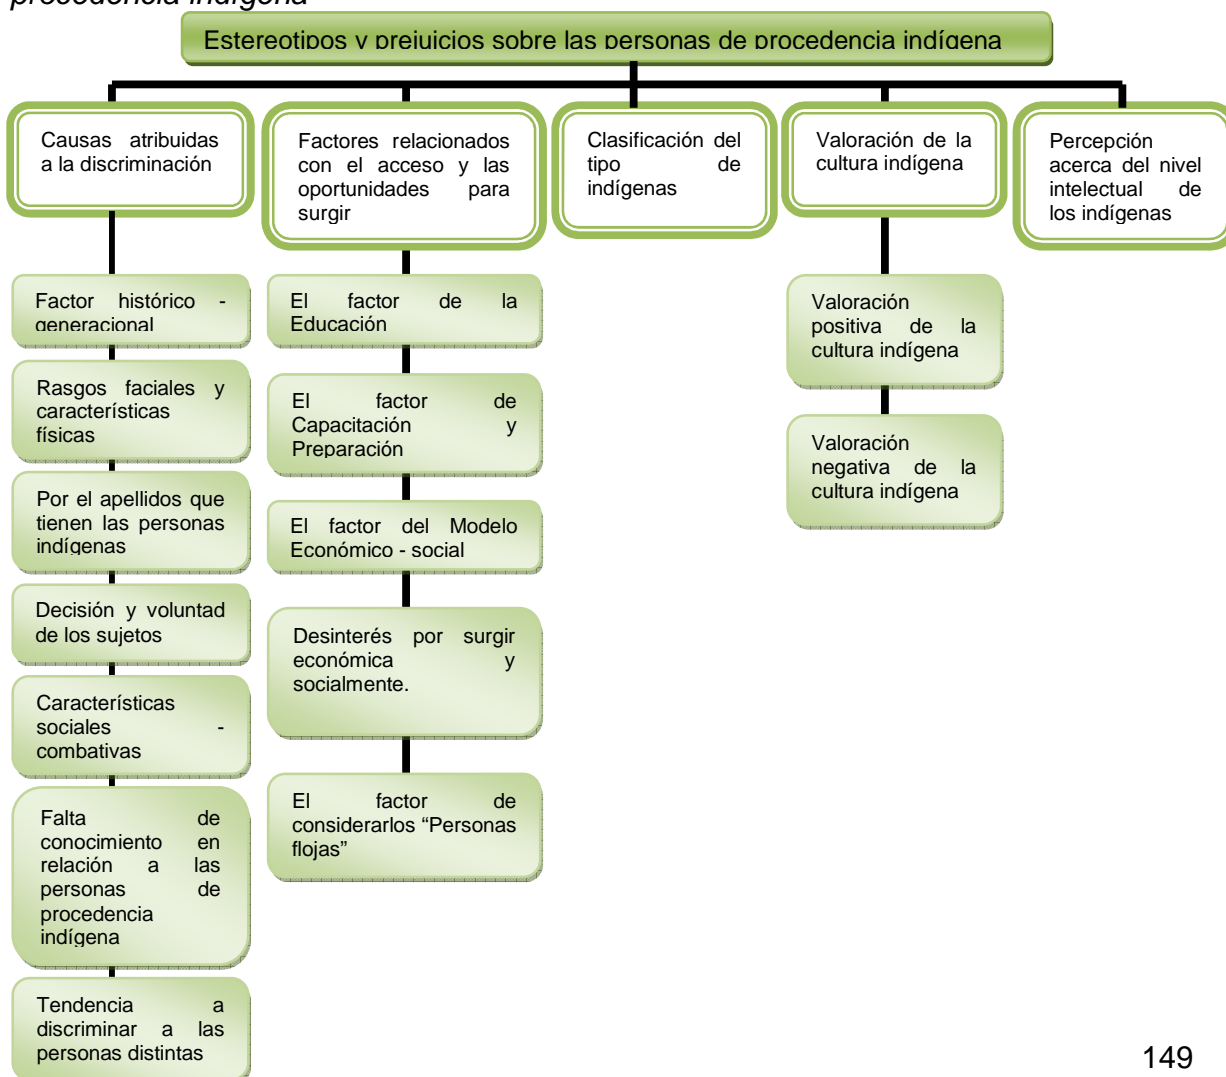 procedencia indígena
Estereotipos y prejuicios sobre las personas de procedencia indígena
Causas atribuidas
a la discriminación
Factores relacionados
con el acceso y las
oportunidades para
surgir
Clasificación del
tipo de
indígenas
Valoración de la
cultura indígena
Percepción
acerca del nivel
intelectual de
los indígenas
Factor histórico -
generacional
Rasgos faciales y
características
físicas
Por el apellidos que
tienen las personas
indígenas
Decisión y voluntad
de los sujetos
Características
sociales -
combativas
Falta de
conocimiento en
relación a las
personas de
procedencia
indígena
Tendencia a
discriminar a las
personas distintas
El factor de la
Educación
El factor de
Capacitación y
Preparación
El factor del Modelo
Económico - social
Desinterés por surgir
económica y
socialmente.
El factor de
considerarlos “Personas
flojas”
Valoración
positiva de la
cultura indígena
Valoración
negativa de la
cultura indígena
149